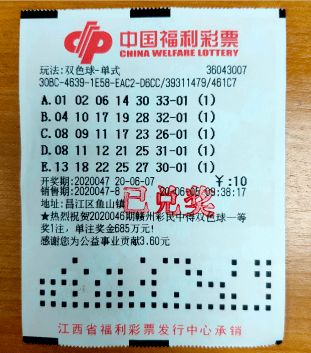 中国福利彩票
CHINA WELFARE LOTTERY
玩法:双色球-单式 36043007
30BC-4639-1E58-EAC2-D6CC/39311479/461C7
A.01 02 06 14 30 33-01 (1)
B.04 10 17 19 28 32-01 (1)
C.08 09 11 17 23 26-01 (1)
D.08 11 12 21 25 31-01 (1)
E.13 18 22 25 27 30-01 (1)
开奖期:2020047 20-06-07 ¥:10
销售期:2020047-8 20-06-05 09:38:17
已兑奖
地址:昌江区鱼山镇
★热烈祝贺2020046期赣州彩民中得双色球一等
奖1注,单注奖金685万元!
感谢您为公益事业贡献3.60元
江西省福利彩票发行中心承销